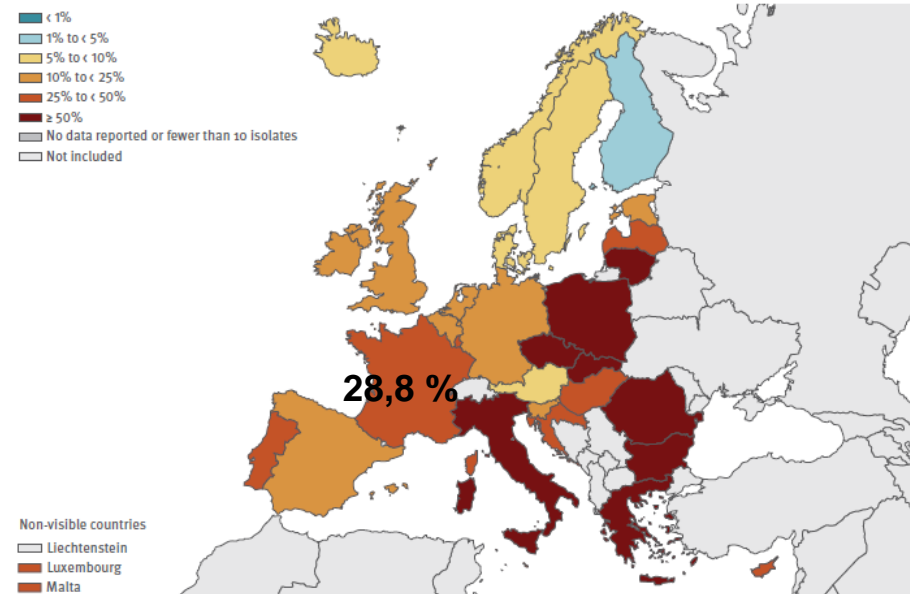 < 1%
1% to < 5%
5% to < 10%
10% to < 25%
25% to < 50%
≥ 50%
No data reported or fewer than 10 isolates
Not included
28,8 %
Non-visible countries
Liechtenstein
Luxembourg
Malta